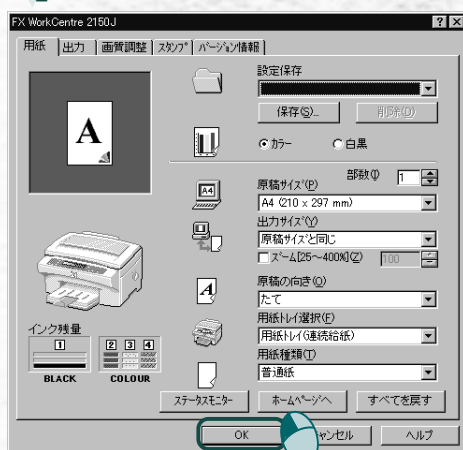 FX WorkCentre 2150J
用紙 出力 画質調整 スタンプ バージョン情報
設定保存
保存(S)... 削除(D)
カラー 白黒
部数(I) 1
原稿サイズ(P)
A4 (210 x 297 mm)
出力サイズ(Y)
原稿サイズと同じ
ズーム[25～400%](Z) 100
原稿の向き(O)
たて
用紙トレイ選択(F)
用紙トレイ(連続給紙)
用紙種類(T)
普通紙
A
A4
A
インク残量
1 2 3 4
BLACK COLOUR
ステータスモニター ホームページへ すべてを戻す
OK ャンセル ヘルプ